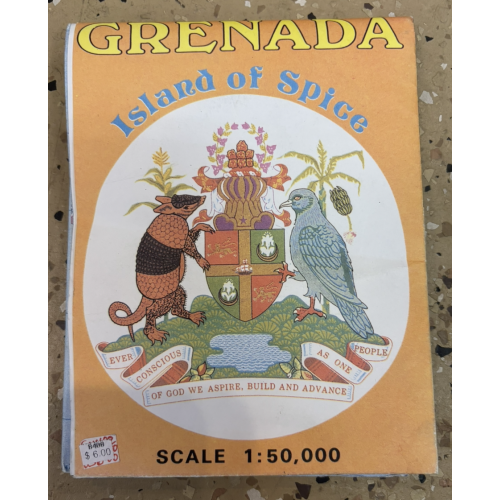 GRENADA
Island of Spice
EVER CONSCIOUS OF GOD WE ASPIRE, BUILD AND ADVANCE AS ONE PEOPLE
$ 6.00
SCALE 1:50,000